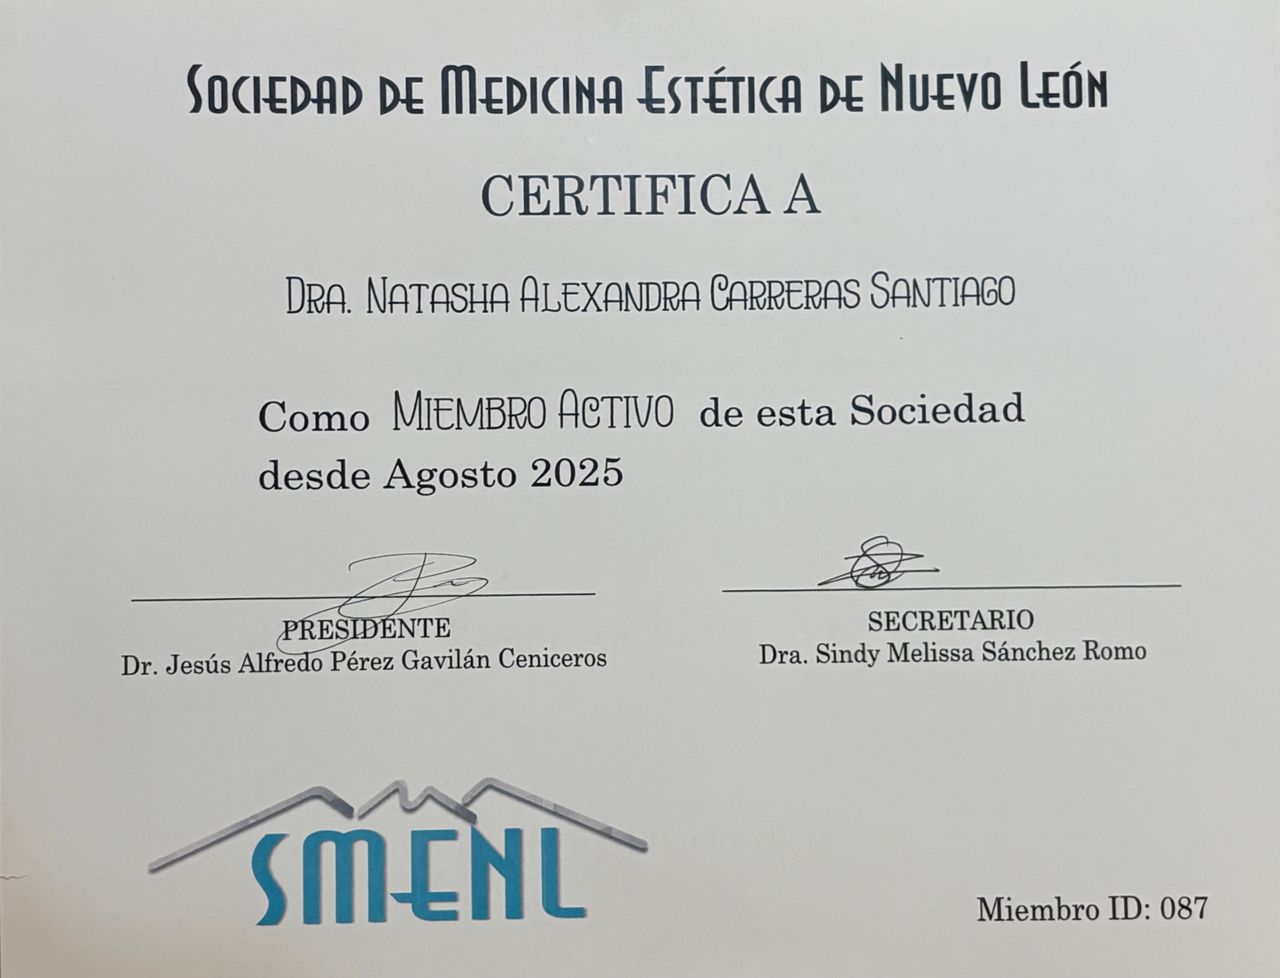 Sociedad de Medicina Estética de Nuevo León
CERTIFICA A
Dra. Natasha Alexandra Carreras Santiago
Como Miembro Activo de esta Sociedad
desde Agosto 2025
PRESIDENTE
Dr. Jesús Alfredo Pérez Gavilán Ceniceros
SECRETARIO
Dra. Sindy Melissa Sánchez Romo
SMENL
Miembro ID: 087